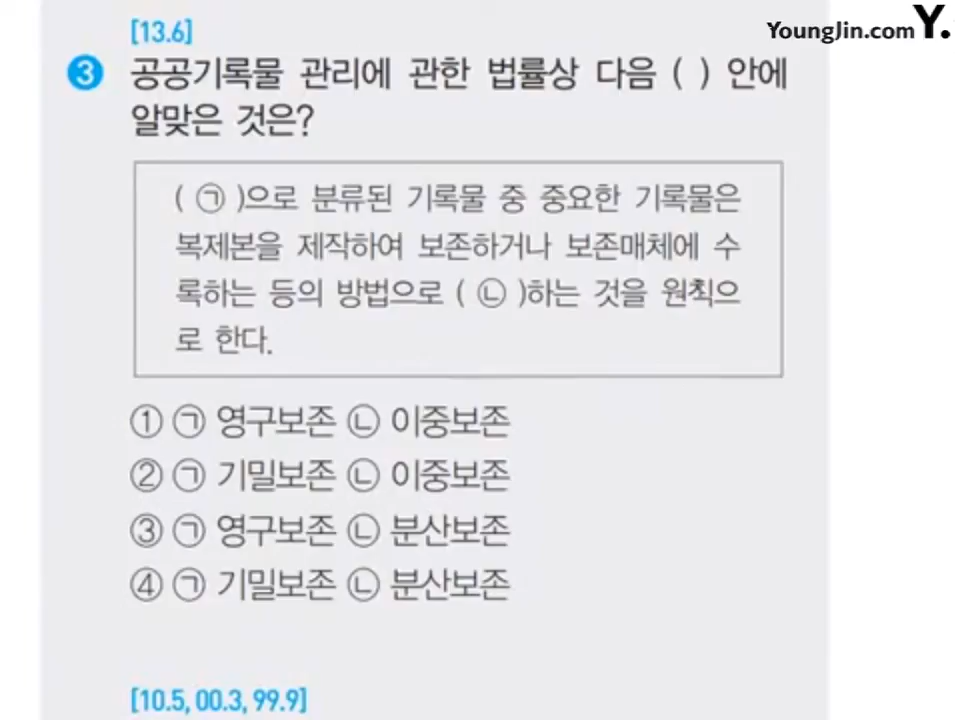 [13.6]
YoungJin.com Y.
3 공공기록물 관리에 관한 법률상 다음 ( ) 안에
알맞은 것은?
( ㉠ )으로 분류된 기록물 중 중요한 기록물은
복제본을 제작하여 보존하거나 보존매체에 수
록하는 등의 방법으로 ( ㉡ )하는 것을 원칙으
로 한다.
① ㉠ 영구보존 ㉡ 이중보존
② ㉠ 기밀보존 ㉡ 이중보존
③ ㉠ 영구보존 ㉡ 분산보존
④ ㉠ 기밀보존 ㉡ 분산보존
[10.5, 00.3, 99.9]